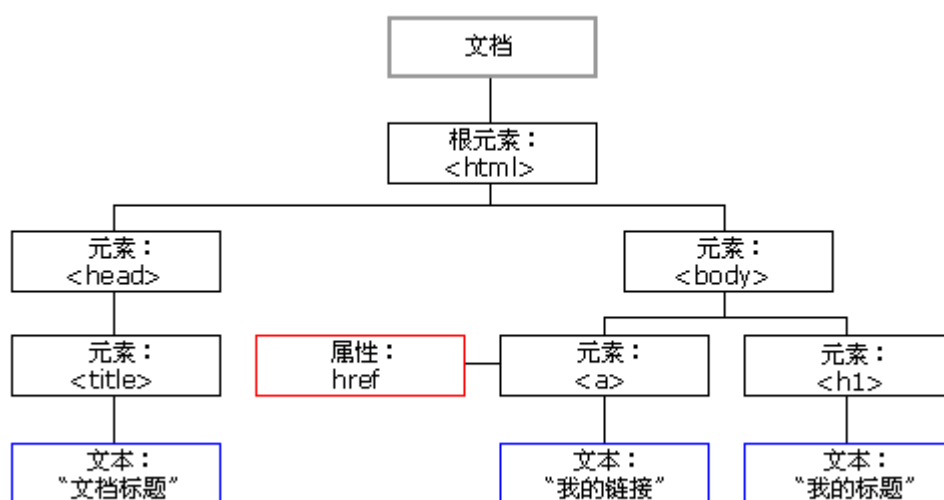 文档
根元素：
<html>
元素：
<head>
元素：
<body>
元素：
<title>
属性：
href
元素：
<a>
元素：
<h1>
文本：
“文档标题”
文本：
“我的链接”
文本：
“我的标题”